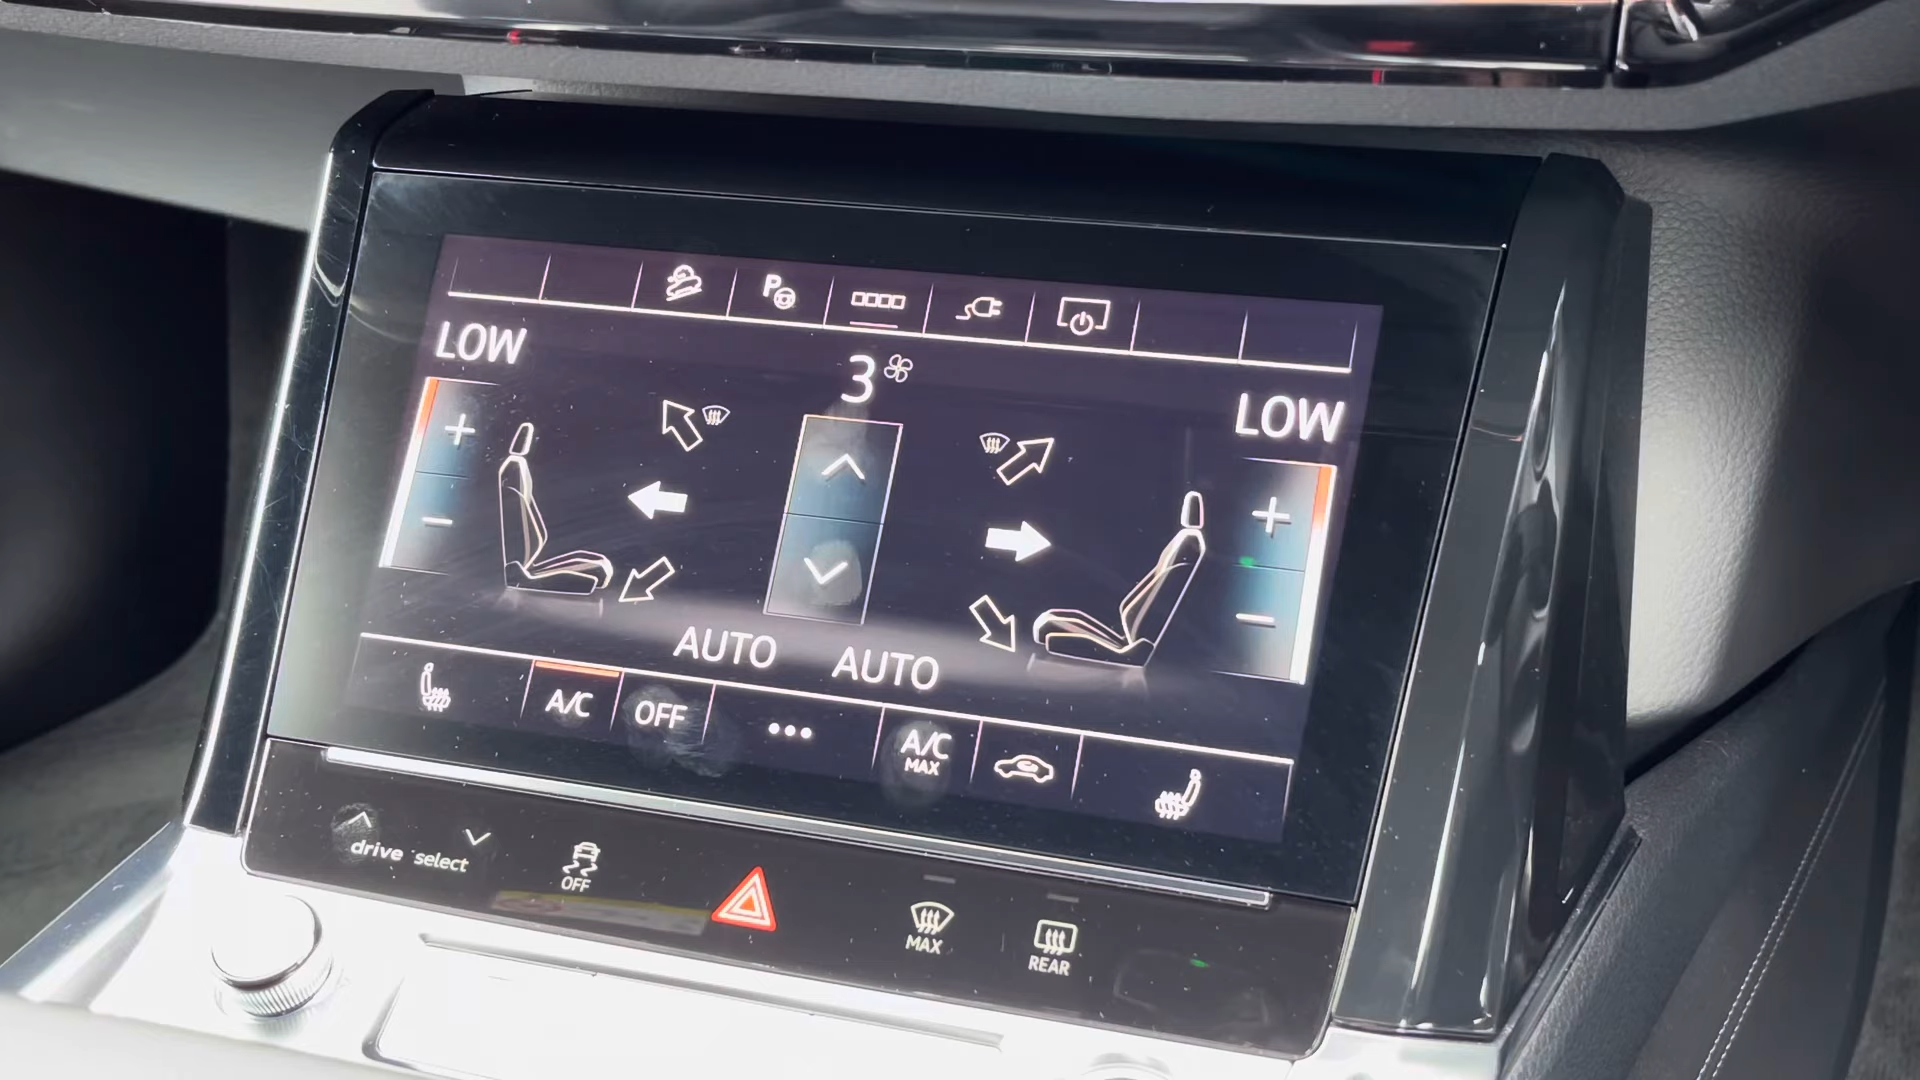 P
LOW
3
LOW
AUTO AUTO
A/C OFF ••• A/C MAX
drive select
OFF
MAX
REAR